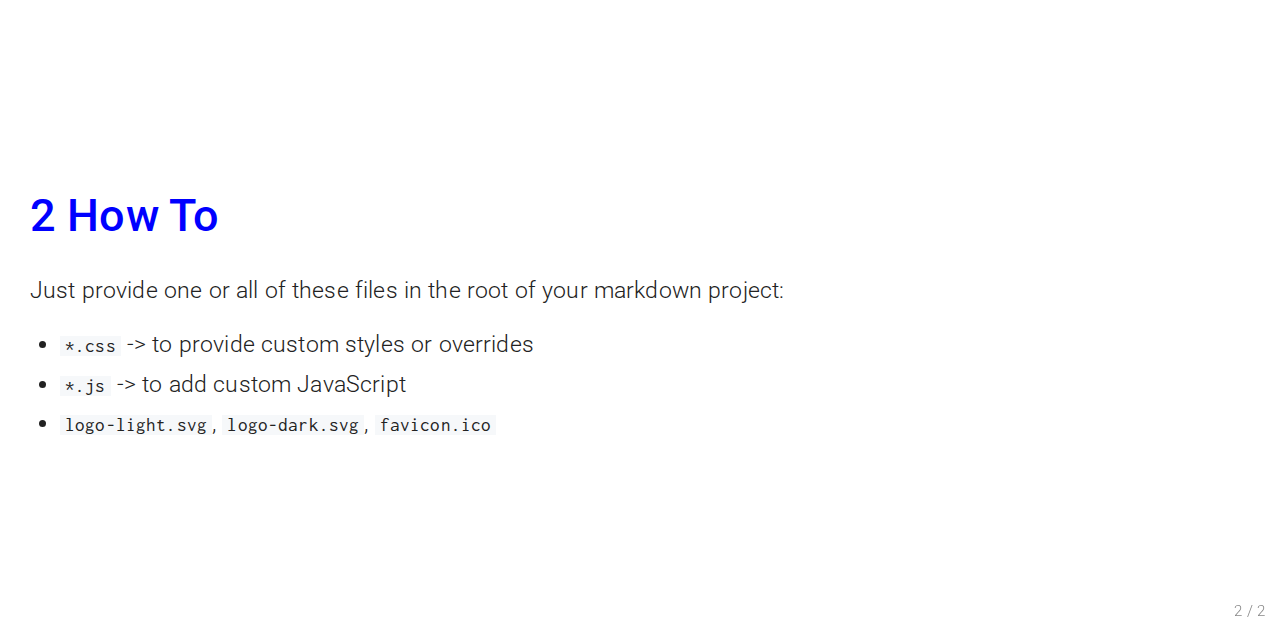 2 How To
Just provide one or all of these files in the root of your markdown project:
*.css -> to provide custom styles or overrides
*.js -> to add custom JavaScript
logo-light.svg, logo-dark.svg, favicon.ico
2 / 2